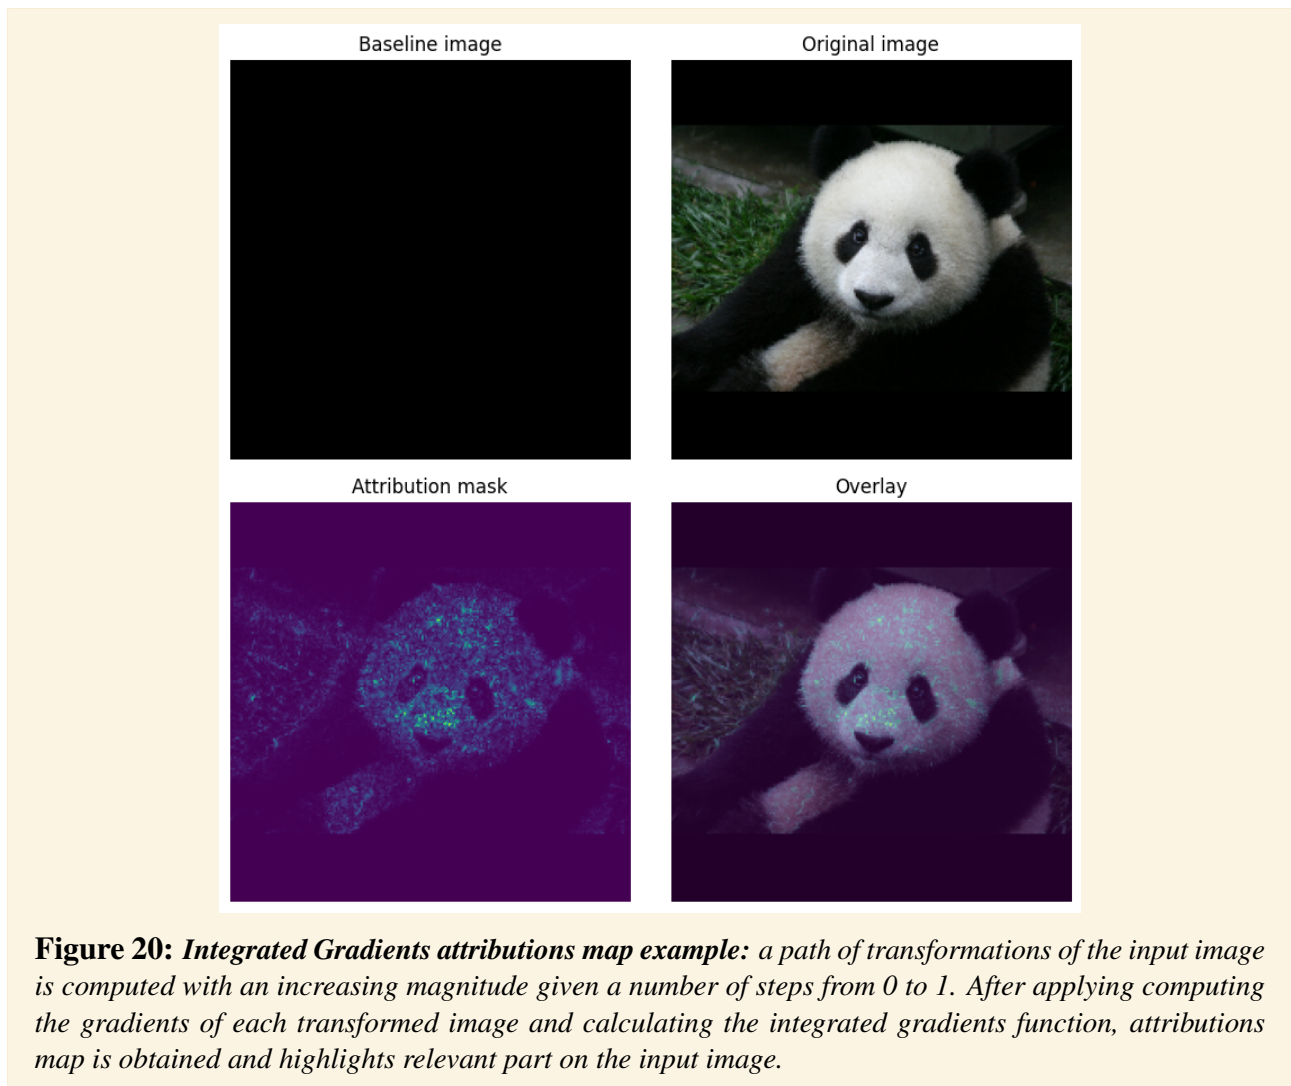 Baseline image
Original image
Attribution mask
Overlay
Figure 20: Integrated Gradients attributions map example: a path of transformations of the input image
is computed with an increasing magnitude given a number of steps from 0 to 1. After applying computing
the gradients of each transformed image and calculating the integrated gradients function, attributions
map is obtained and highlights relevant part on the input image.